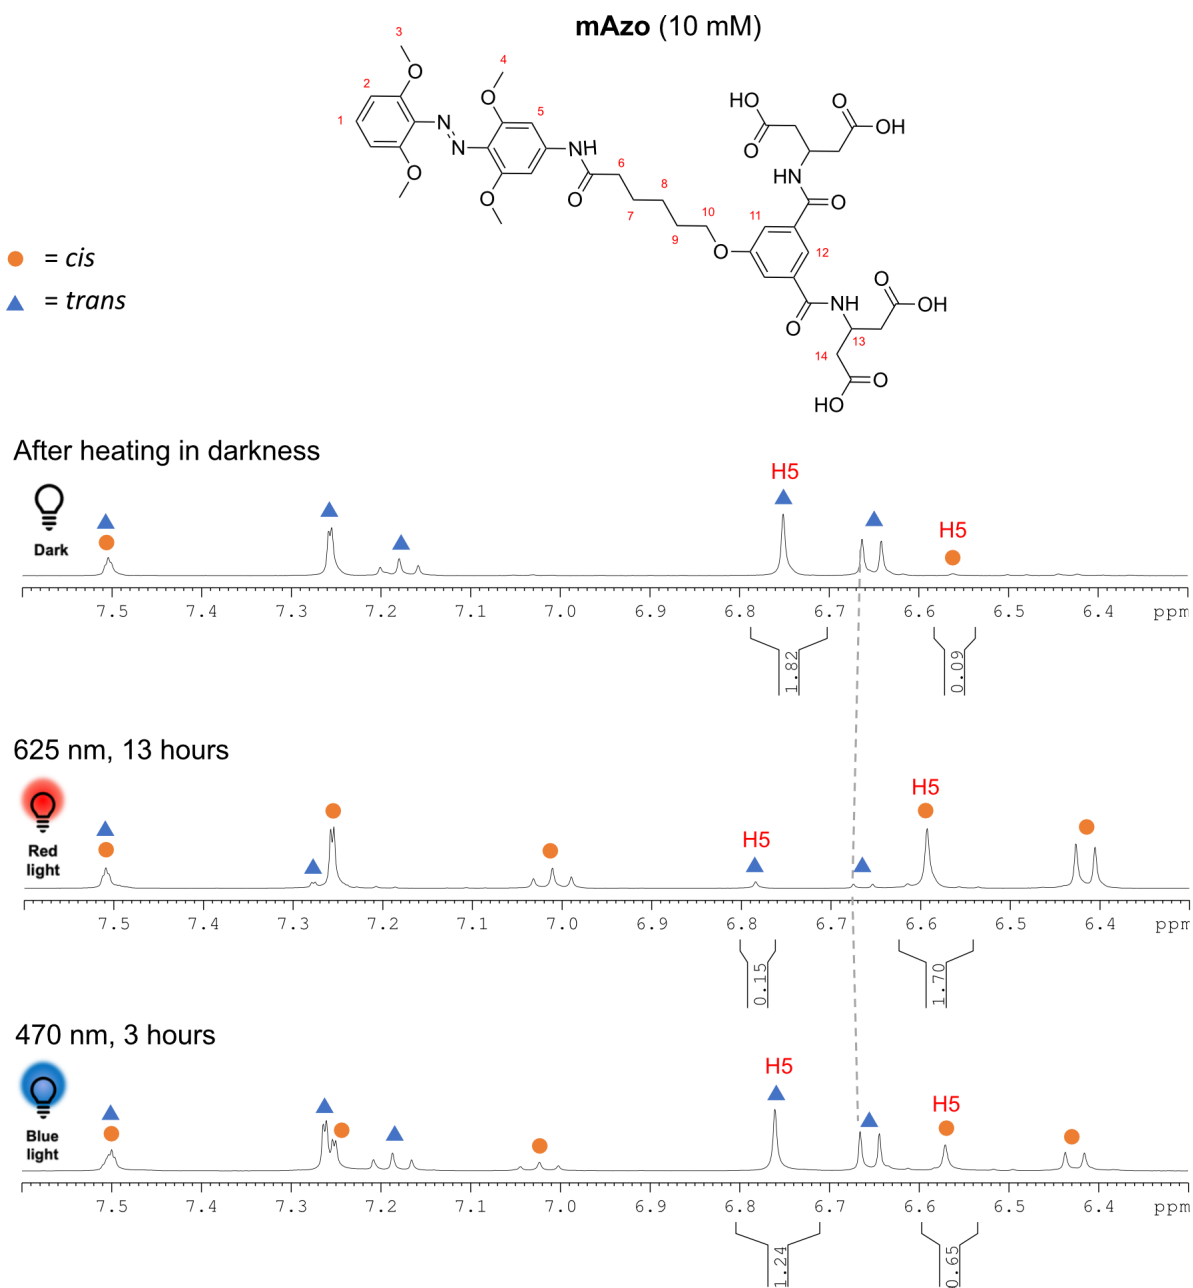 mAzo (10 mM)
3
4
2
1
5
O
O
N
N
O
O
NH
O
6
7
8
9
10
11
12
O
HO
O
O
OH
HN
O
O
NH
O
OH
13
14
O
HO
= cis
= trans
After heating in darkness
Dark
H5
H5
7.5 7.4 7.3 7.2 7.1 7.0 6.9 6.8 6.7 6.6 6.5 6.4 ppm
1.82
0.09
625 nm, 13 hours
Red
light
H5
H5
7.5 7.4 7.3 7.2 7.1 7.0 6.9 6.8 6.7 6.6 6.5 6.4 ppm
0.15
1.70
470 nm, 3 hours
Blue
light
H5
H5
7.5 7.4 7.3 7.2 7.1 7.0 6.9 6.8 6.7 6.6 6.5 6.4 ppm
1.24
0.65